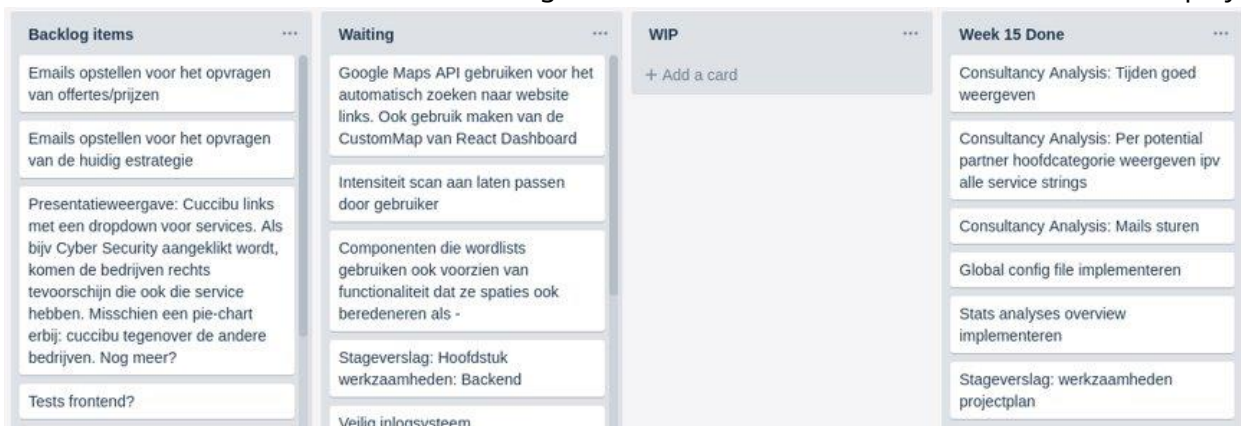 Backlog items
Emails opstellen voor het opvragen
van offertes/prijzen
Emails opstellen voor het opvragen
van de huidig estrategie
Presentatieweergave: Cuccibu links
met een dropdown voor services. Als
bijv Cyber Security aangeklikt wordt,
komen de bedrijven rechts
tevoorschijn die ook die service
hebben. Misschien een pie-chart
erbij: cuccibu tegenover de andere
bedrijven. Nog meer?
Tests frontend?
Waiting
Google Maps API gebruiken voor het
automatisch zoeken naar website
links. Ook gebruik maken van de
CustomMap van React Dashboard
Intensiteit scan aan laten passen
door gebruiker
Componenten die wordlists
gebruiken ook voorzien van
functionaliteit dat ze spaties ook
beredeneren als -
Stageverslag: Hoofdstuk
werkzaamheden: Backend
Veilig inlogsysteem
WIP
+ Add a card
Week 15 Done
Consultancy Analysis: Tijden goed
weergeven
Consultancy Analysis: Per potential
partner hoofdcategorie weergeven ipv
alle service strings
Consultancy Analysis: Mails sturen
Global config file implementeren
Stats analyses overview
implementeren
Stageverslag: werkzaamheden
projectplan